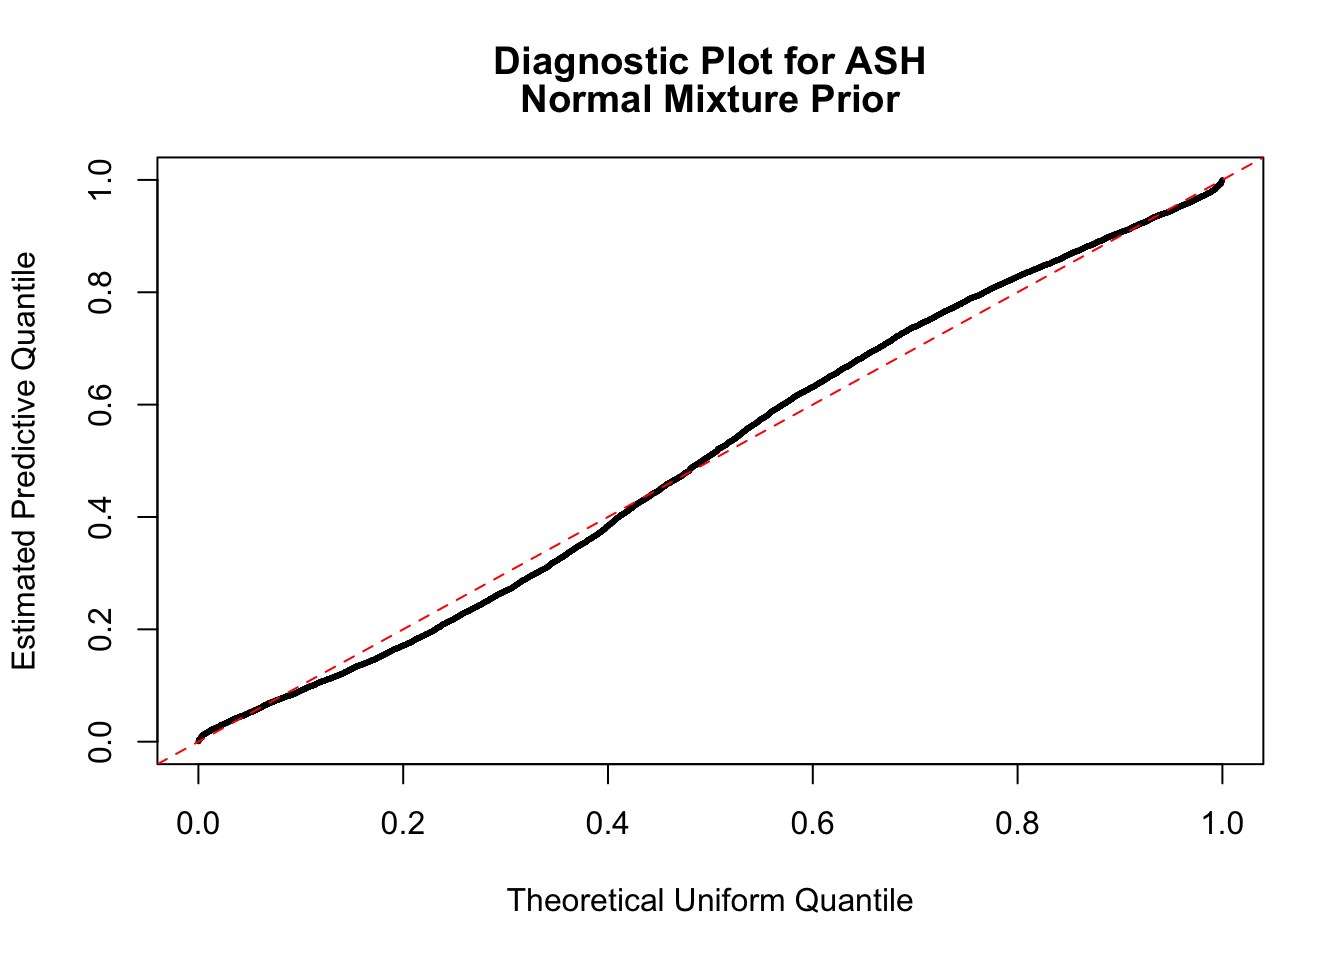 Diagnostic Plot for ASH
Normal Mixture Prior
Estimated Predictive Quantile
1.0
0.8
0.6
0.4
0.2
0.0
0.0 0.2 0.4 0.6 0.8 1.0
Theoretical Uniform Quantile